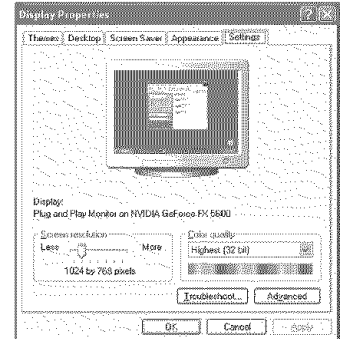 Display Properties
Themes Desktop Screen Saver Appearance Settings
Display:
Plug and Play Monitor on NVIDIA GeForce FX 5600
Screen resolution
Less More
1024 by 768 pixels
Color quality
Highest (32 bit)
Troubleshoot... Advanced
OK Cancel Apply